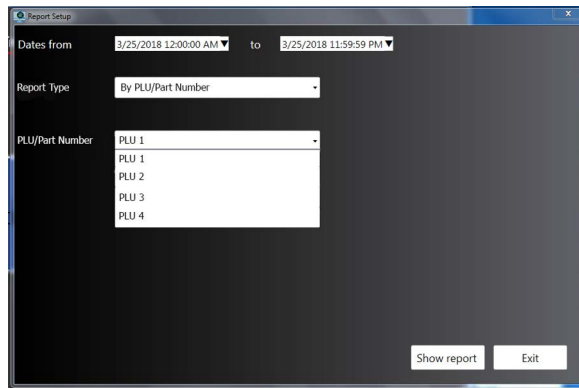 Report Setup
x
Dates from 3/25/2018 12:00:00 AM▼ to 3/25/2018 11:59:59 PM▼
Report Type By PLU/Part Number
PLU/Part Number PLU 1
PLU 1
PLU 2
PLU 3
PLU 4
Show report Exit